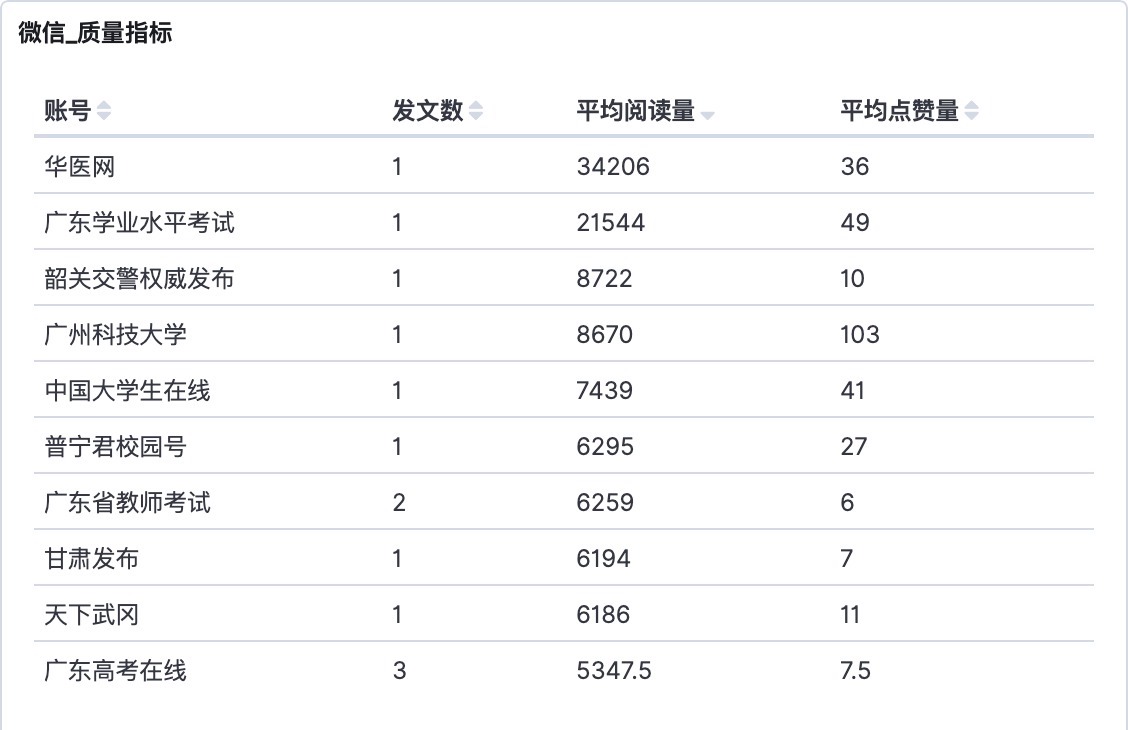 微信_质量指标
账号 发文数 平均阅读量 平均点赞量
华医网 1 34206 36
广东学业水平考试 1 21544 49
韶关交警权威发布 1 8722 10
广州科技大学 1 8670 103
中国大学生在线 1 7439 41
普宁君校园号 1 6295 27
广东省教师考试 2 6259 6
甘肃发布 1 6194 7
天下武冈 1 6186 11
广东高考在线 3 5347.5 7.5